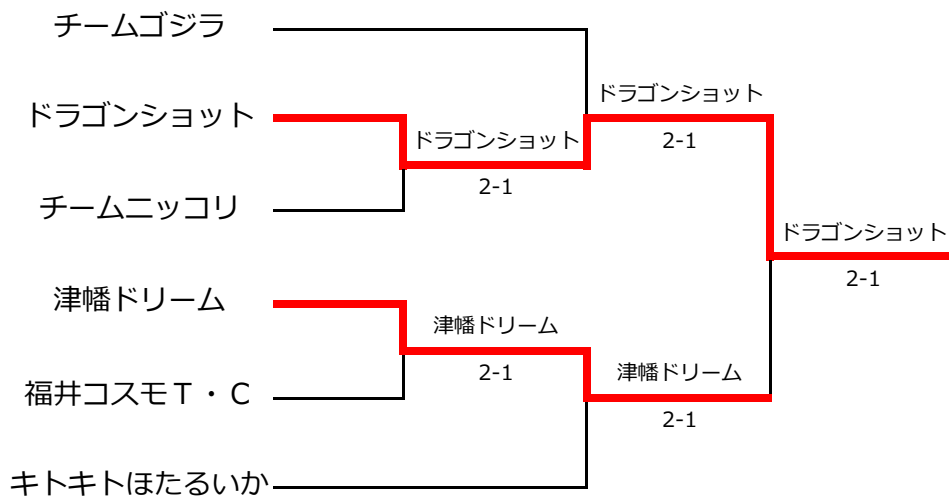 チームゴジラ
ドラゴンショット
ドラゴンショット
ドラゴンショット
2-1
2-1
チームニッコリ
ドラゴンショット
2-1
津幡ドリーム
津幡ドリーム
2-1
津幡ドリーム
2-1
福井コスモT・C
キトキトほたるいか